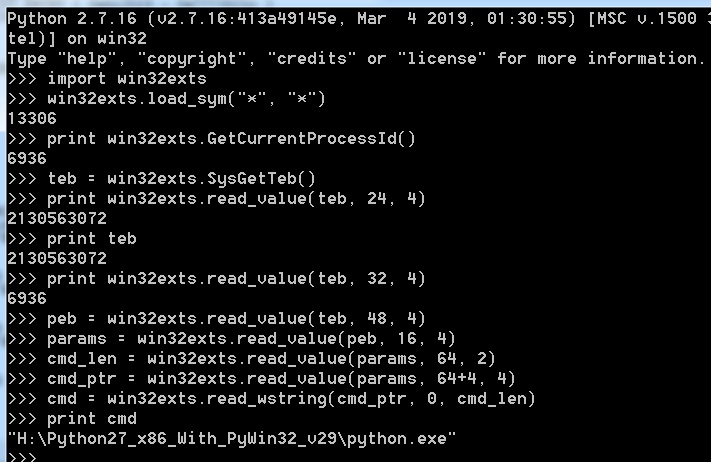 Python 2.7.16 (v2.7.16:413a49145e, Mar  4 2019, 01:30:55) [MSC v.1500
tel)] on win32
Type "help", "copyright", "credits" or "license" for more information.
>>> import win32exts
>>> win32exts.load_sym("*", "*")
13306
>>> print win32exts.GetCurrentProcessId()
6936
>>> teb = win32exts.SysGetTeb()
>>> print win32exts.read_value(teb, 24, 4)
2130563072
>>> print teb
2130563072
>>> print win32exts.read_value(teb, 32, 4)
6936
>>> peb = win32exts.read_value(teb, 48, 4)
>>> params = win32exts.read_value(peb, 16, 4)
>>> cmd_len = win32exts.read_value(params, 64, 2)
>>> cmd_ptr = win32exts.read_value(params, 64+4, 4)
>>> cmd = win32exts.read_wstring(cmd_ptr, 0, cmd_len)
>>> print cmd
"H:\Python27_x86_With_PyWin32_v29\python.exe"
>>>